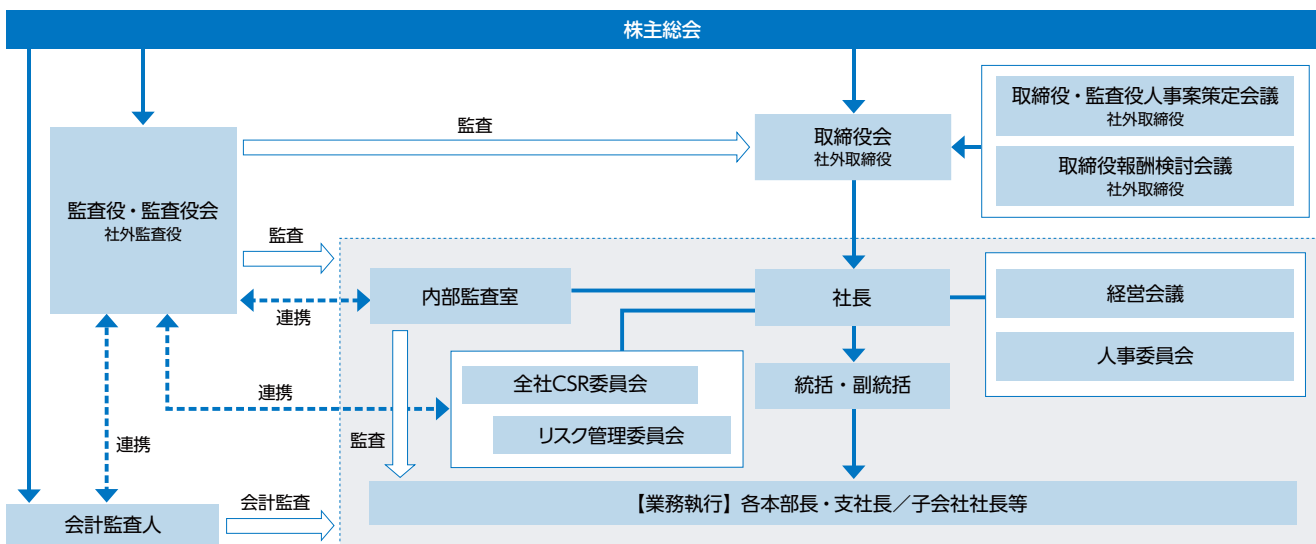 株主総会
取締役・監査役人事案策定会議
社外取締役
監査
取締役会
社外取締役
取締役報酬検討会議
社外取締役
監査役・監査役会
社外監査役
監査
内部監査室
社長
経営会議
連携
人事委員会
全社CSR委員会
統括・副統括
連携
リスク管理委員会
監査
連携
【業務執行】各本部長・支社長／子会社社長等
会計監査
会計監査人